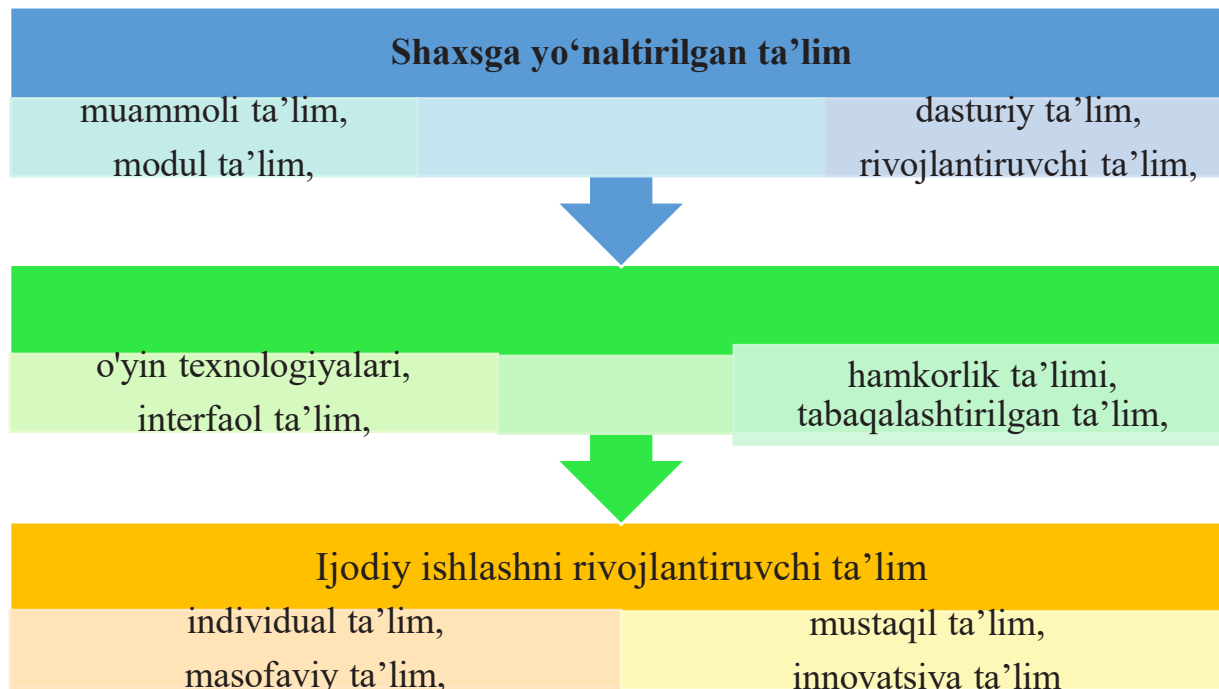 Shaxsga yo‘naltirilgan ta’lim
muammoli ta’lim,
modul ta’lim,
dasturiy ta’lim,
rivojlantiruvchi ta’lim,
o'yin texnologiyalari,
interfaol ta’lim,
hamkorlik ta’limi,
tabaqalashtirilgan ta’lim,
Ijodiy ishlashni rivojlantiruvchi ta’lim
individual ta’lim,
masofaviy ta’lim,
mustaqil ta’lim,
innovatsiya ta’lim